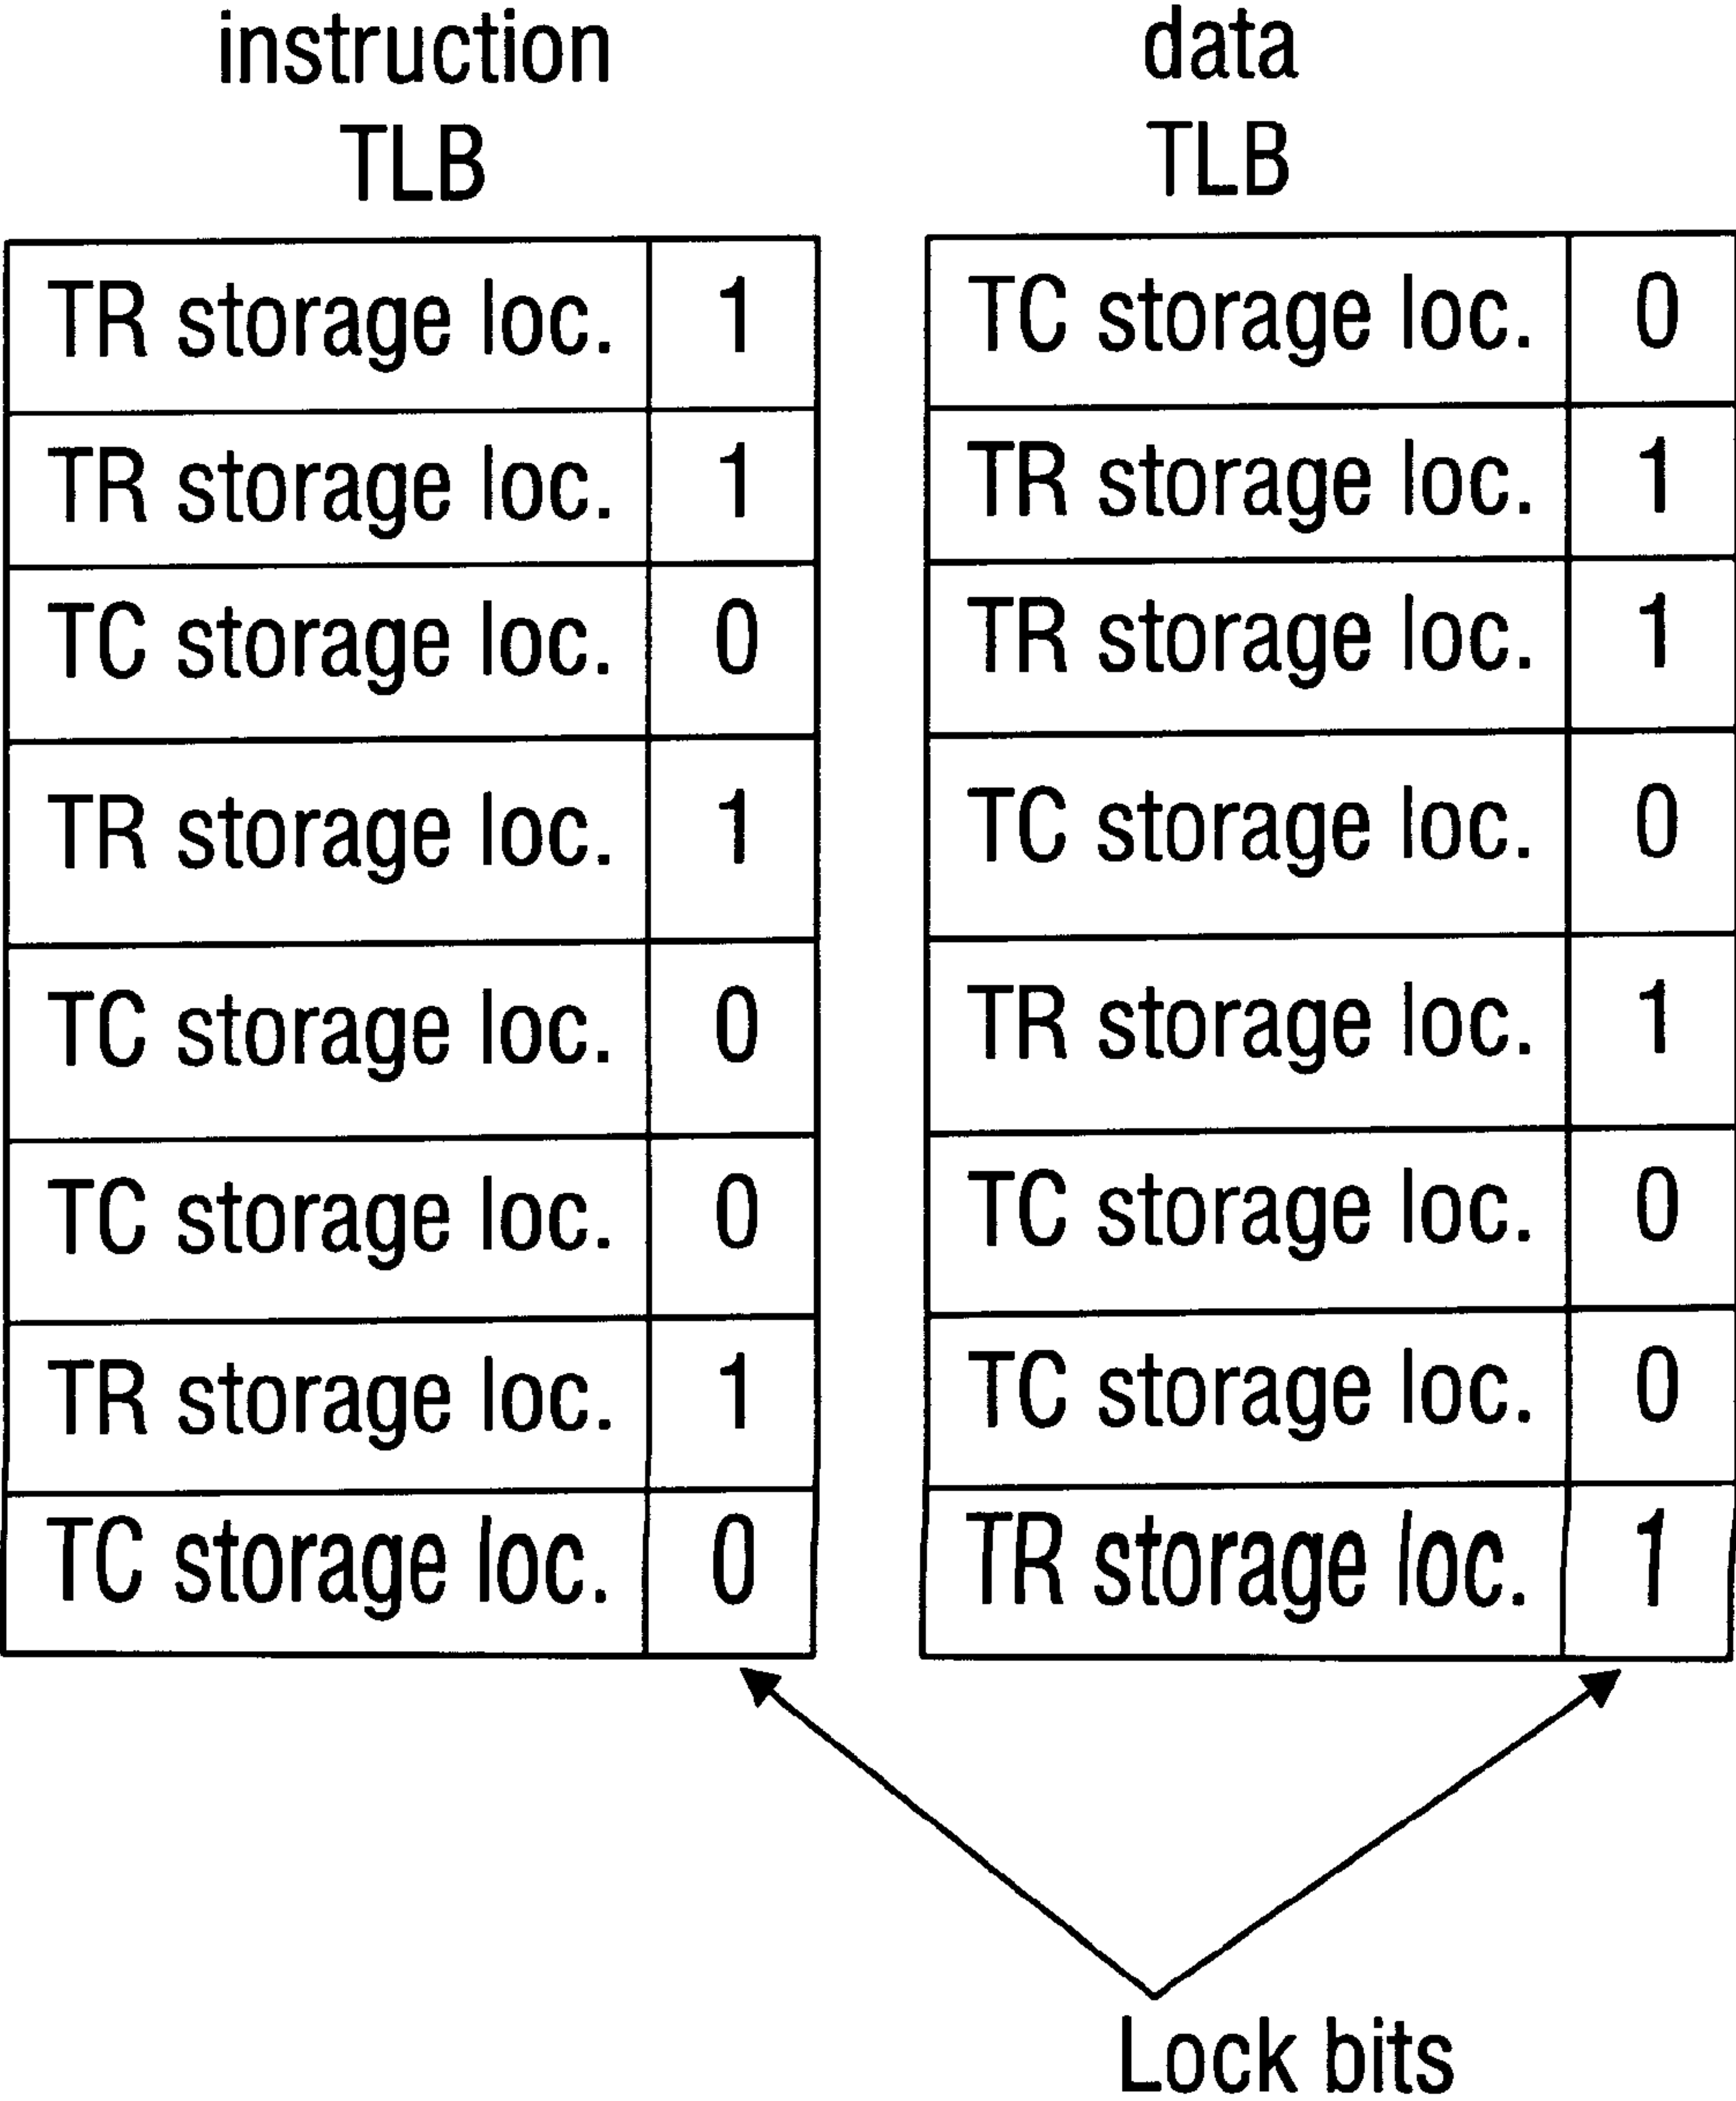 instruction
TLB
TR storage loc. 1
TR storage loc. 1
TC storage loc. 0
TR storage loc. 1
TC storage loc. 0
TC storage loc. 0
TR storage loc. 1
TC storage loc. 0
data
TLB
TC storage loc. 0
TR storage loc. 1
TR storage loc. 1
TC storage loc. 0
TR storage loc. 1
TC storage loc. 0
TC storage loc. 0
TR storage loc. 1
Lock bits